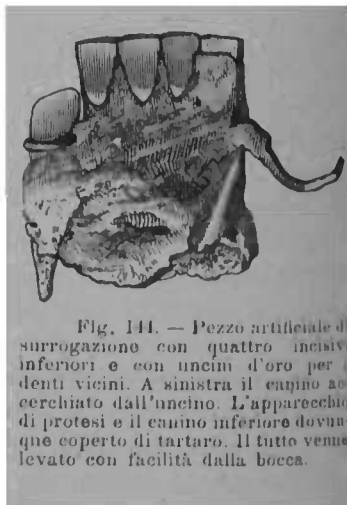 Fig. 141. — Pezzo artificiale d
surrogazione con quattro incisiv
inferiori e con uncini d'oro per
denti vicini. A sinistra il canino ac
cerchiato dall'uncino. L'apparecchio
di protesi e il canino inferiore dovun
que coperto di tartaro. Il tutto venne
levato con facilità dalla bocca.